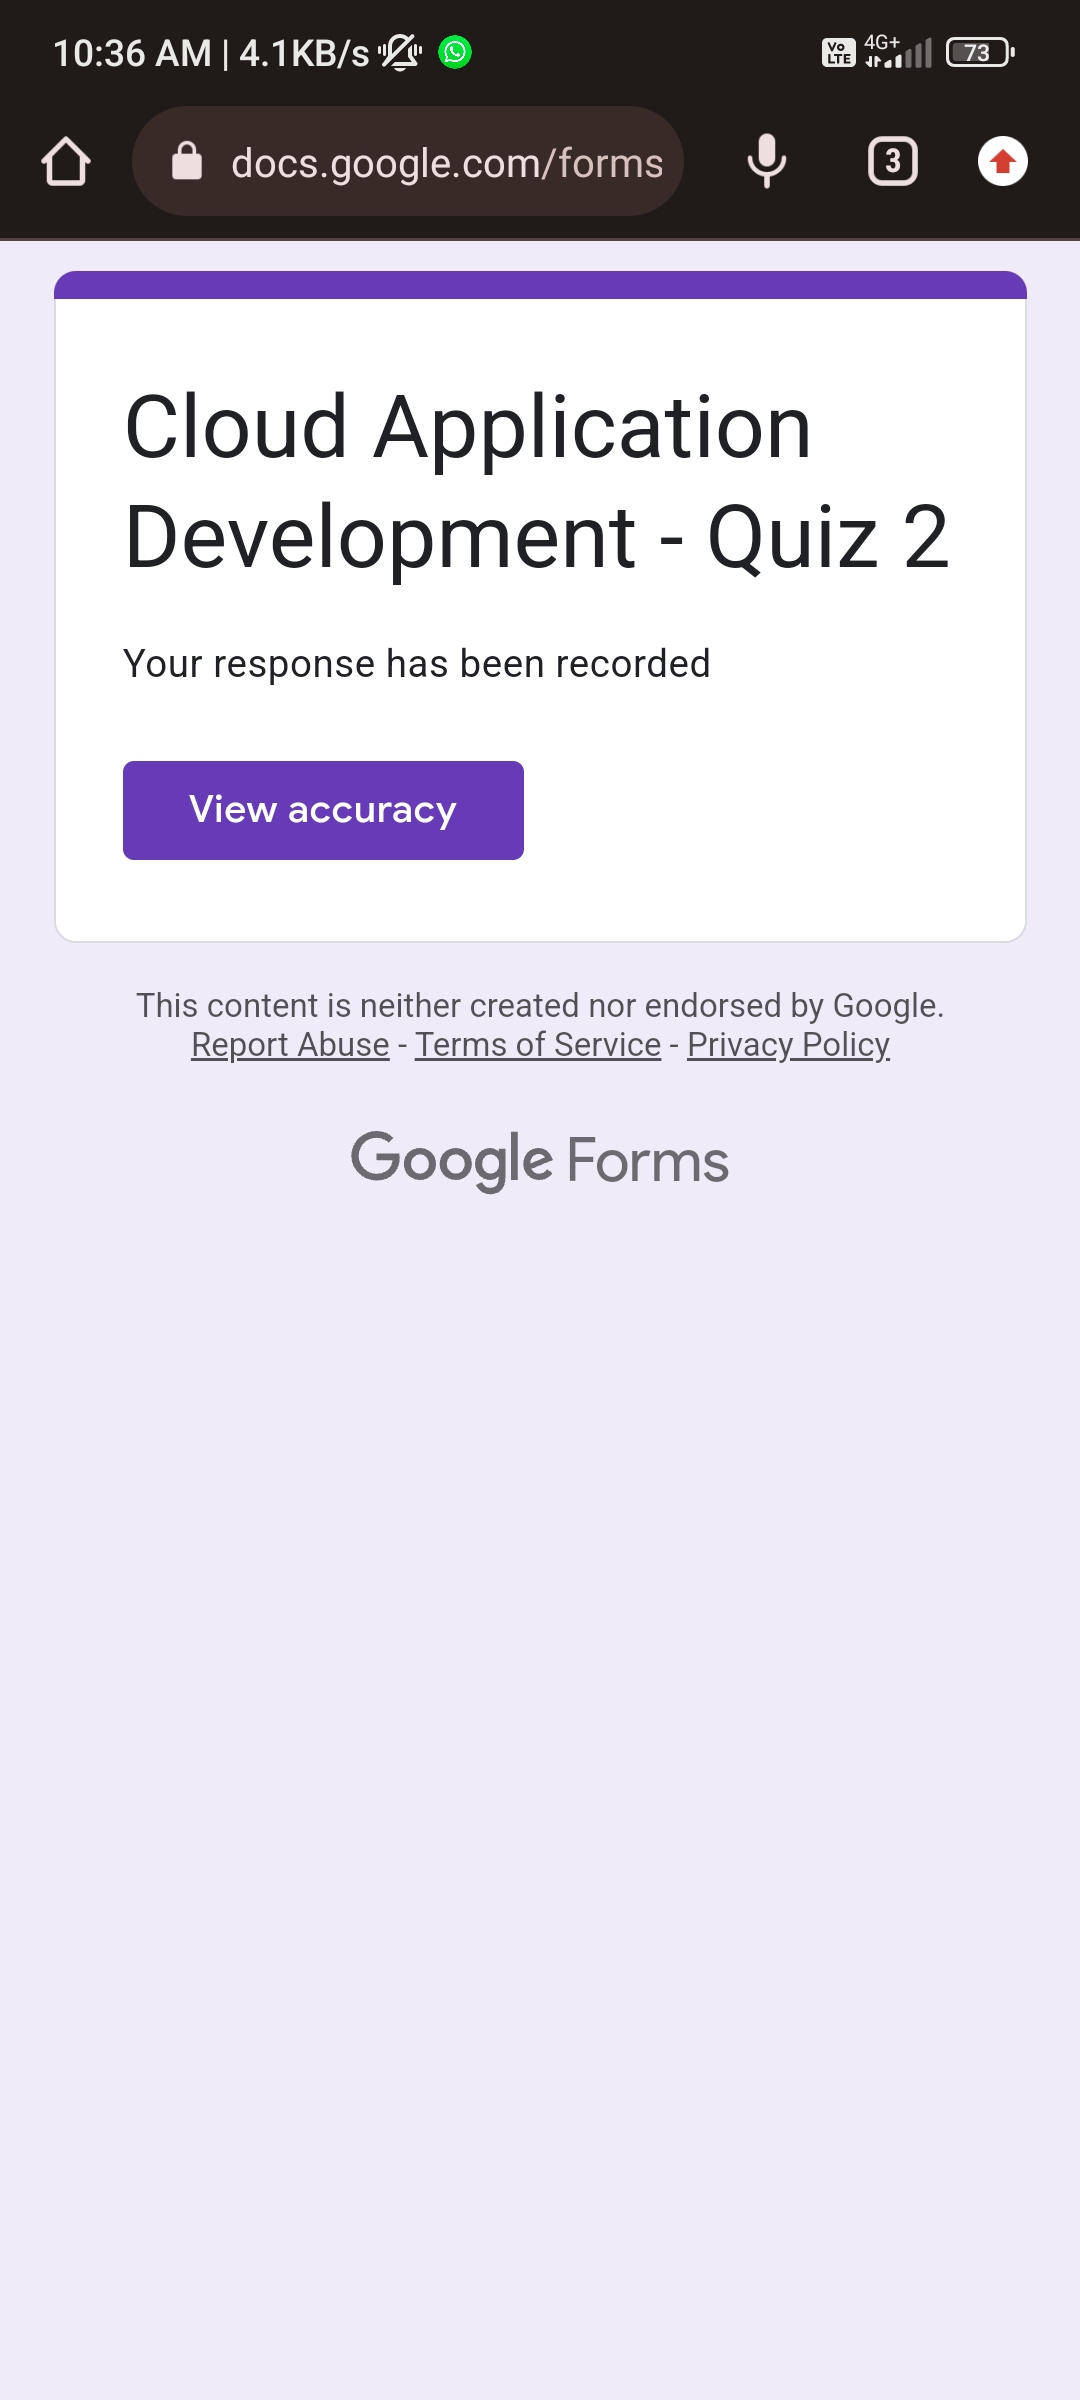 10:36 AM | 4.1KB/s
Vo LTE 4G+ 73
docs.google.com/forms
3
Cloud Application
Development - Quiz 2
Your response has been recorded
View accuracy
This content is neither created nor endorsed by Google.
Report Abuse - Terms of Service - Privacy Policy
Google Forms